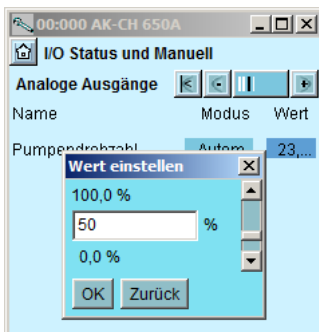 00:000 AK-CH 650A
I/O Status und Manuell
Analoge Ausgänge
Name Modus Wert
Pumpendrehzahl Autom. 23,...
Wert einstellen
100,0 %
50 %
0,0 %
OK Zurück